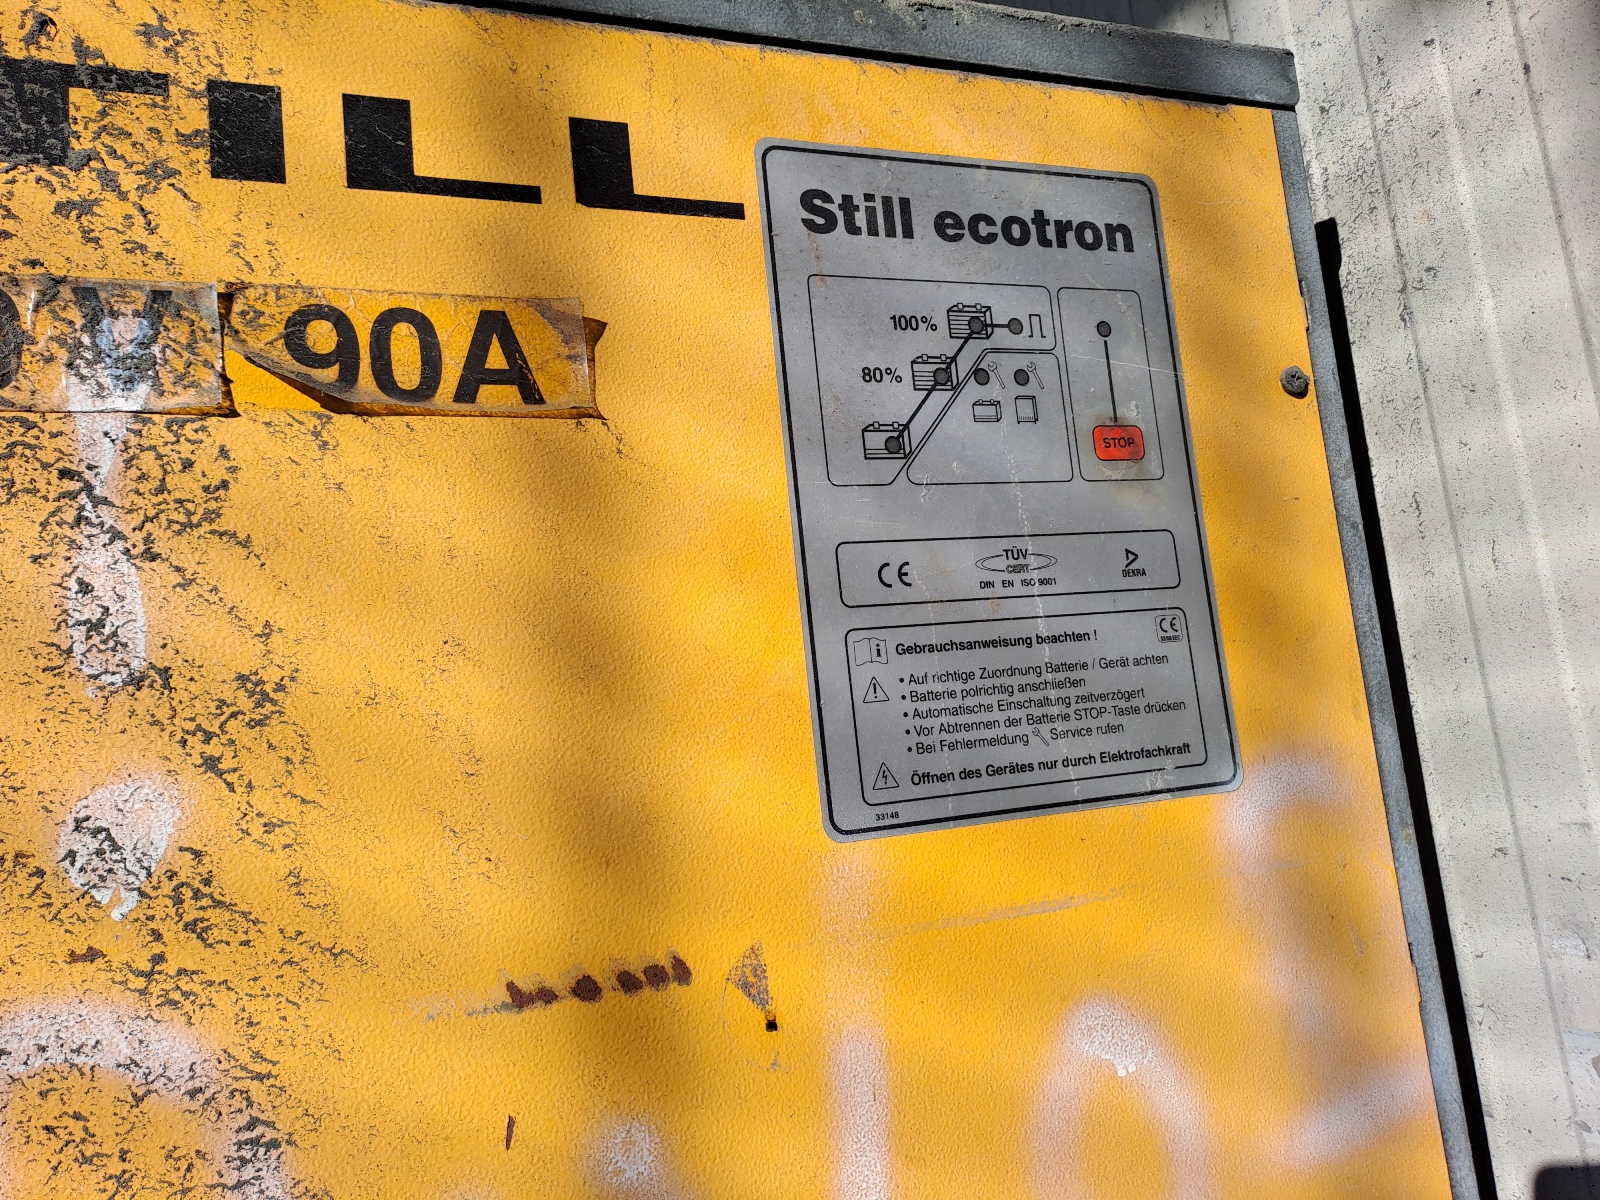 TILL
90A
Still ecotron
100%
80%
STOP
CE
TÜV
CERT
DIN EN ISO 9001
DEKRA
Gebrauchsanweisung beachten !
CE
• Auf richtige Zuordnung Batterie / Gerät achten
• Batterie polrichtig anschließen
• Automatische Einschaltung zeitverzögert
• Vor Abtrennen der Batterie STOP-Taste drücken
• Bei Fehlermeldung Service rufen
Öffnen des Gerätes nur durch Elektrofachkraft
33148